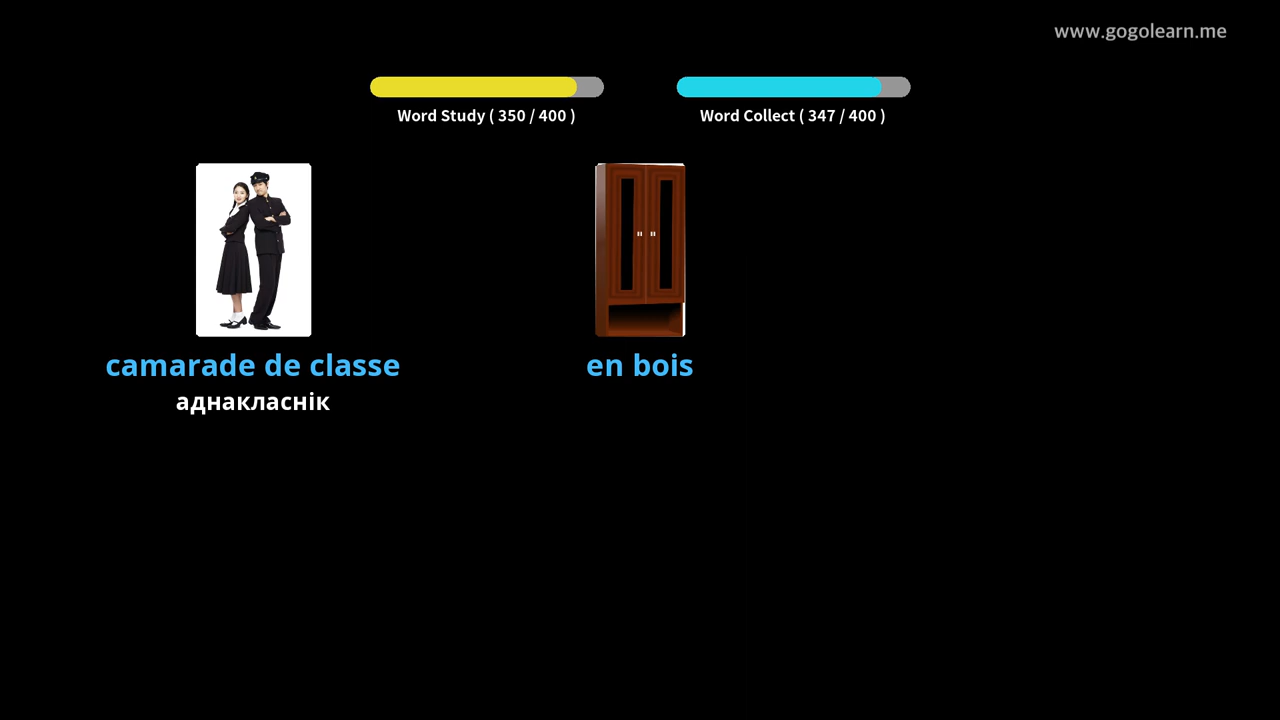 www.gogolearn.me
Word Study ( 350 / 400 )
Word Collect ( 347 / 400 )
camarade de classe
аднакласнік
en bois